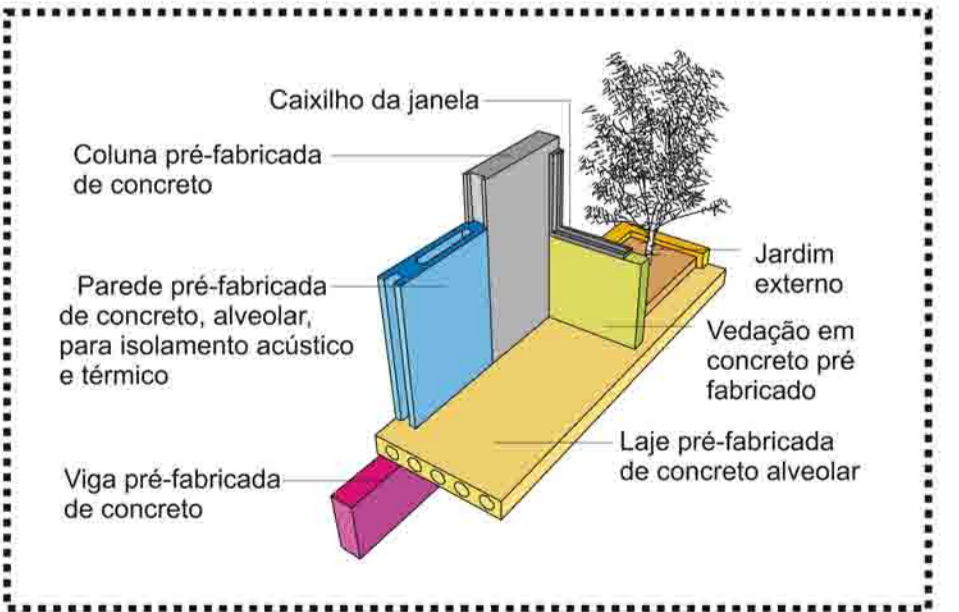 Caixilho da janela
Coluna pré-fabricada
de concreto
Parede pré-fabricada
de concreto, alveolar,
para isolamento acústico
e térmico
Jardim
externo
Vedação em
concreto pré
fabricado
Laje pré-fabricada
de concreto alveolar
Viga pré-fabricada
de concreto